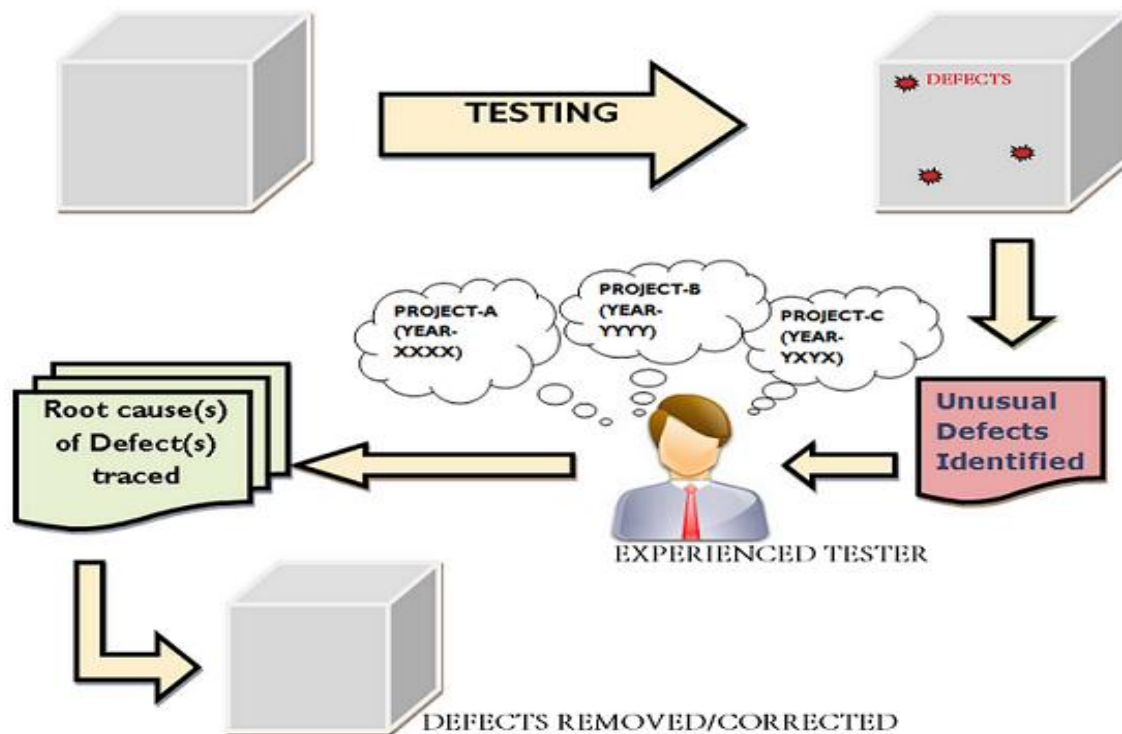 TESTING
DEFECTS
PROJECT-A
(YEAR-
XXXX)
PROJECT-B
(YEAR-
YYYY)
PROJECT-C
(YEAR-
YXYX)
Root cause(s)
of Defect(s)
traced
Unusual
Defects
Identified
EXPERIENCED TESTER
DEFECTS REMOVED/CORRECTED